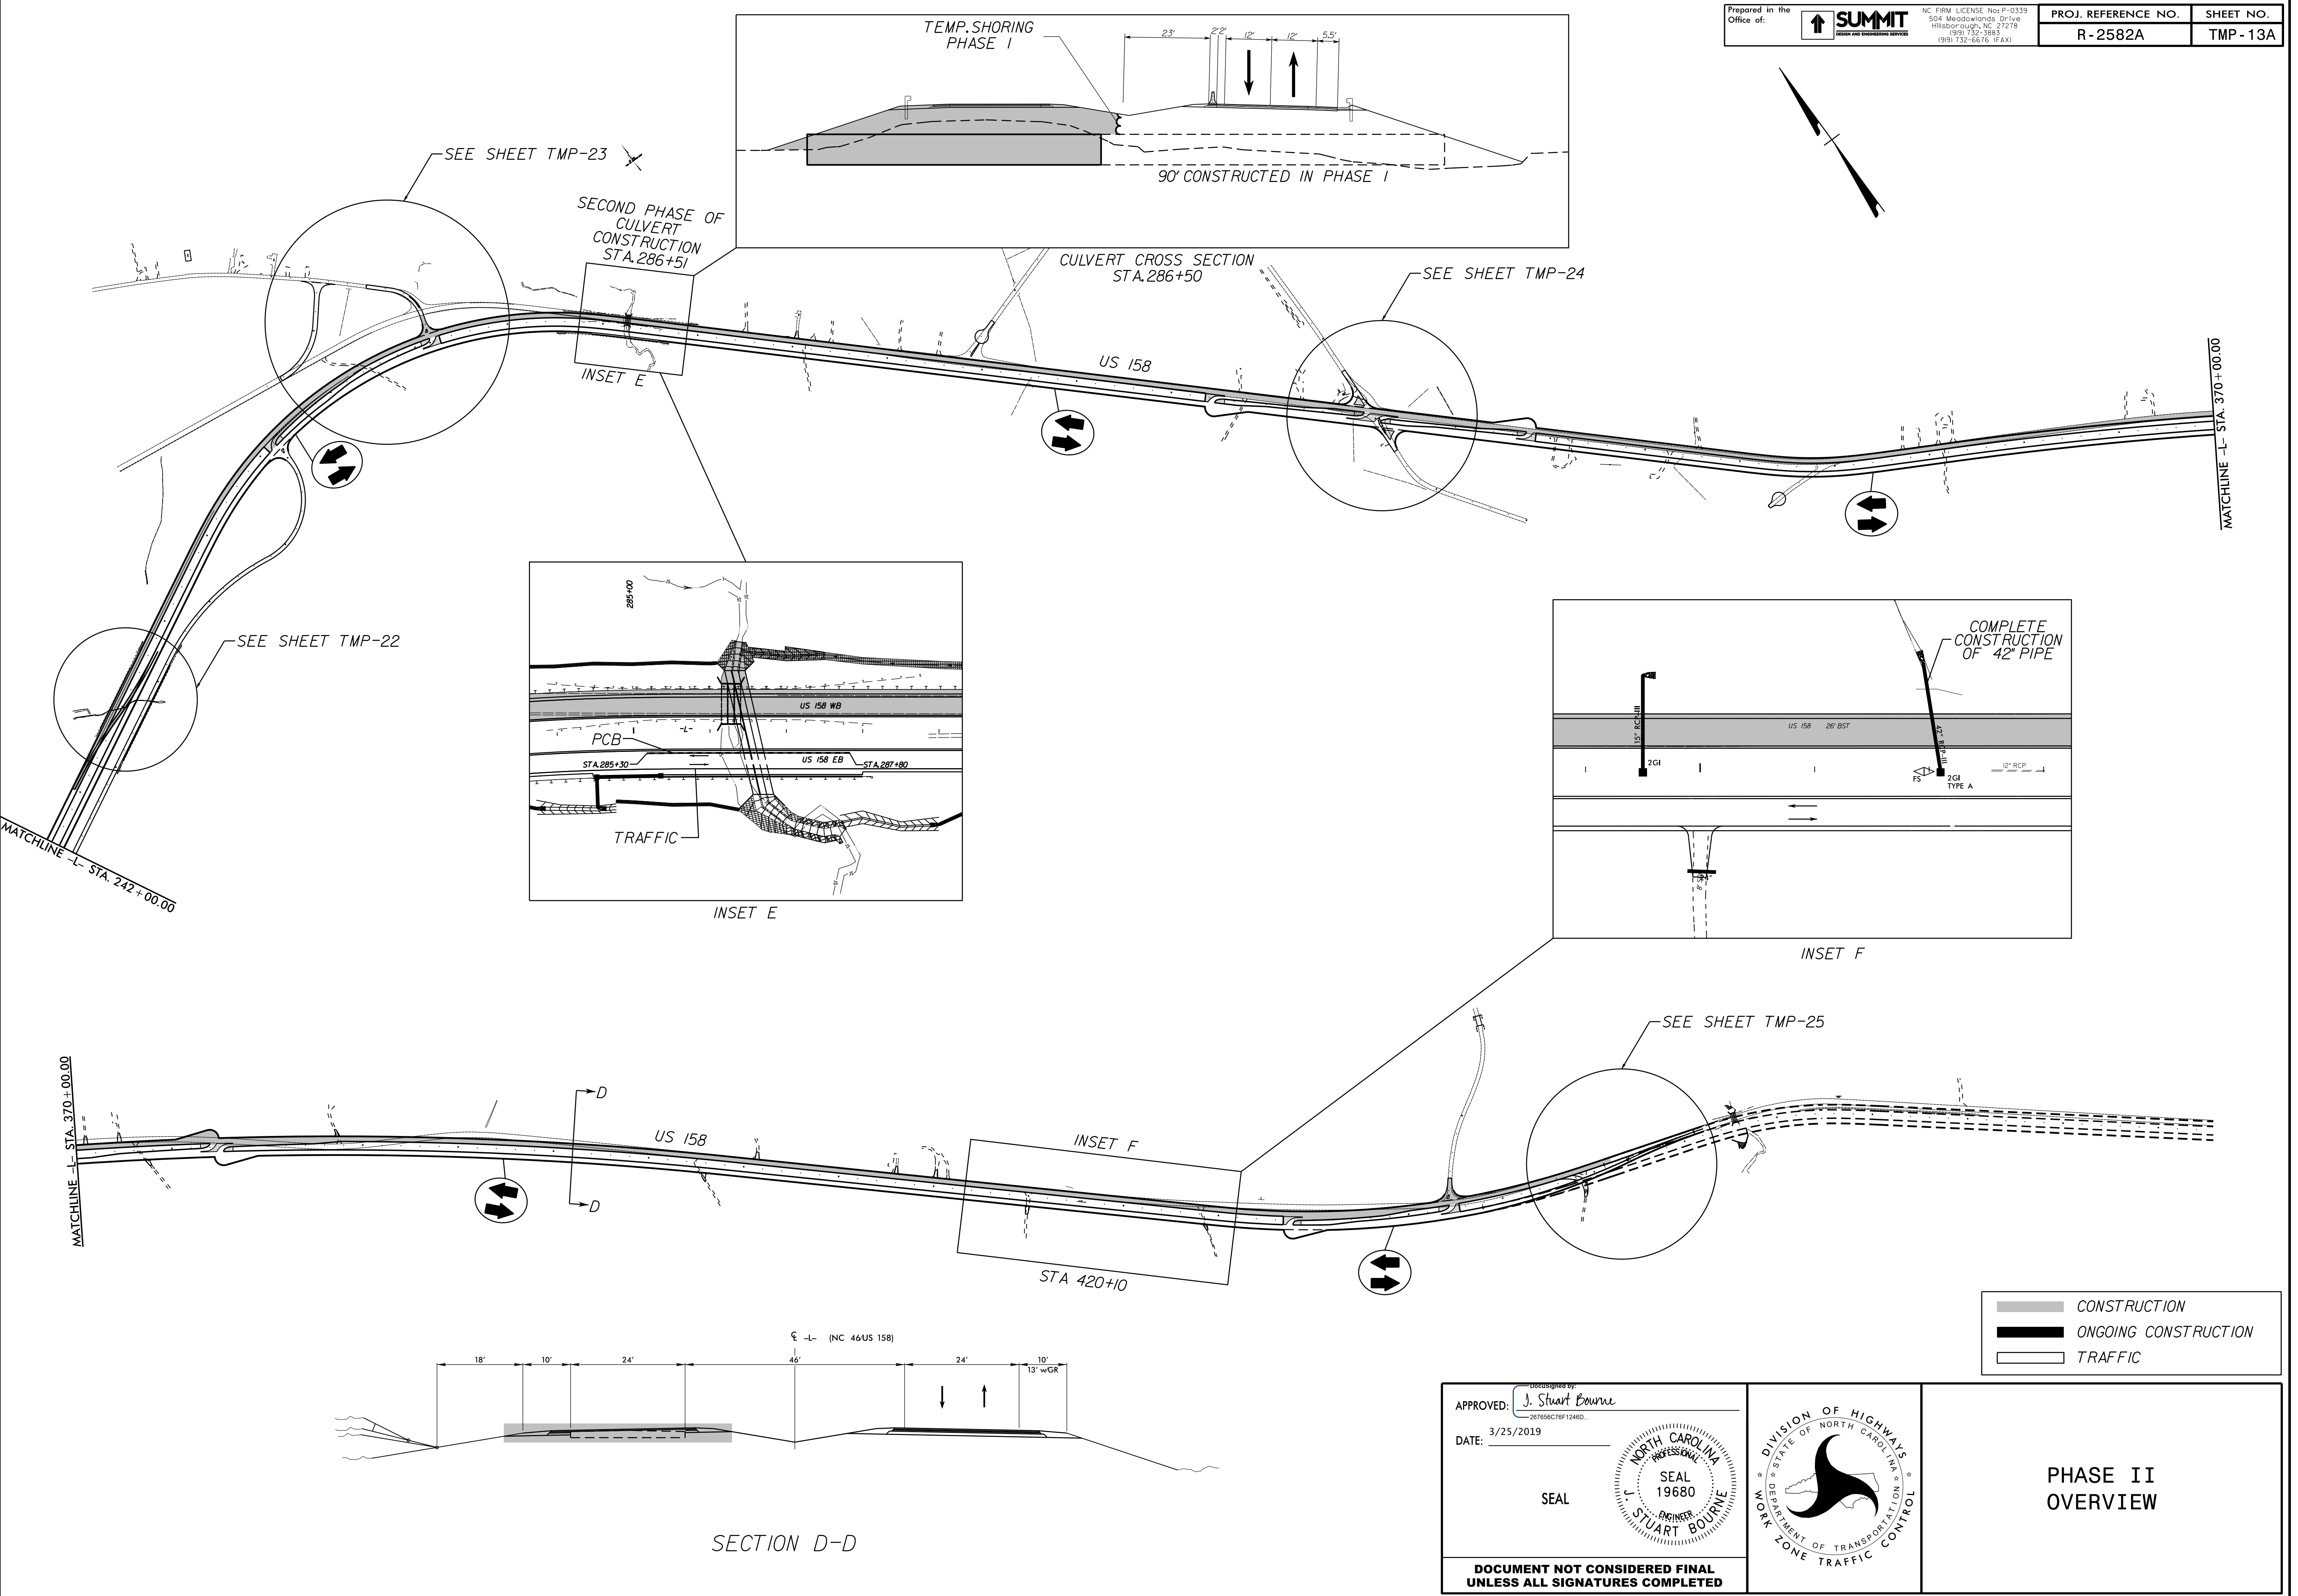 Prepared in the
Office of:
SUMMIT
DESIGN AND ENGINEERING SERVICES
NC FIRM LICENSE No: P-0339
504 Meadowlands Drive
Hillsborough, NC 27278
(919) 732-3883
(919) 732-6676 (FAX)
PROJ. REFERENCE NO.
SHEET NO.
R-2582A
TMP-13A
TEMP. SHORING
PHASE I
23'
2'
2'
12'
12'
5.5'
90' CONSTRUCTED IN PHASE I
CULVERT CROSS SECTION
STA. 286+50
SEE SHEET TMP-23
SECOND PHASE OF
CULVERT
CONSTRUCTION
STA. 286+51
INSET E
US 158
SEE SHEET TMP-24
MATCHLINE -L- STA. 370+00.00
SEE SHEET TMP-22
MATCHLINE -L- STA. 242+00.00
285+00
US 158 WB
-L-
PCB
STA. 285+30
US 158 EB
STA. 287+80
TRAFFIC
INSET E
COMPLETE
CONSTRUCTION
OF 42" PIPE
15" RCP-III
US 158
26' BST
42" RCP-III
2GI
FS
2GI
TYPE A
12" RCP
INSET F
SEE SHEET TMP-25
MATCHLINE -L- STA. 370+00.00
D
D
US 158
INSET F
STA 420+10
CONSTRUCTION
ONGOING CONSTRUCTION
TRAFFIC
℄ -L- (NC 46/US 158)
18'
10'
24'
46'
24'
10'
13' w/GR
SECTION D-D
APPROVED:
DocuSigned by:
J. Stuart Bourne
267656C76F1246D...
DATE:
3/25/2019
SEAL
NORTH CAROLINA
PROFESSIONAL
SEAL
19680
ENGINEER
J. STUART BOURNE
DOCUMENT NOT CONSIDERED FINAL
UNLESS ALL SIGNATURES COMPLETED
DIVISION OF HIGHWAYS
STATE OF NORTH CAROLINA
DEPARTMENT OF TRANSPORTATION
WORK ZONE TRAFFIC CONTROL
PHASE II
OVERVIEW